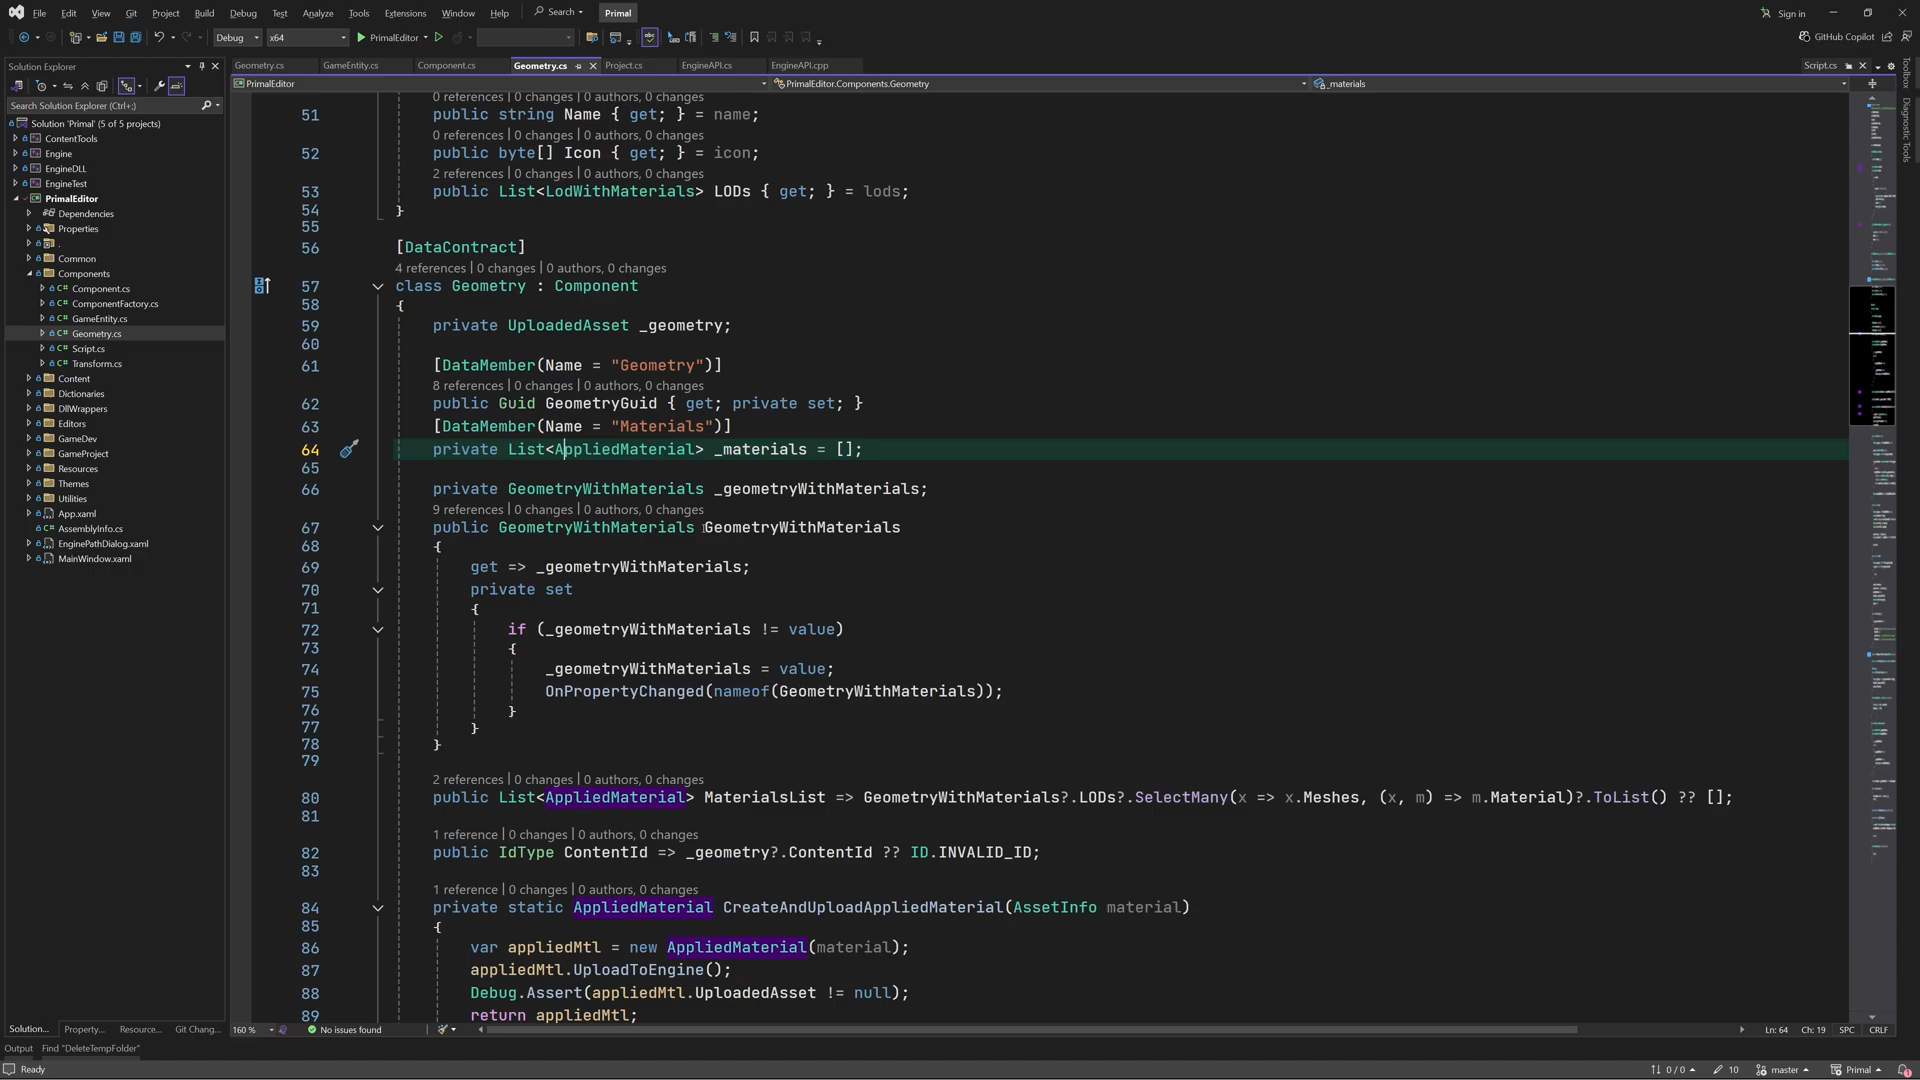 File Edit View Git Project Build Debug Test Analyze Tools Extensions Window Help Search Primal Sign in
Debug x64 PrimalEditor GitHub Copilot
Solution Explorer
Search Solution Explorer (Ctrl+;)
Solution 'Primal' (5 of 5 projects)
ContentTools
Engine
EngineDLL
EngineTest
PrimalEditor
Dependencies
Properties
.
Common
Components
Component.cs
ComponentFactory.cs
GameEntity.cs
Geometry.cs
Script.cs
Transform.cs
Content
Dictionaries
DllWrappers
Editors
GameDev
GameProject
Resources
Themes
Utilities
App.xaml
AssemblyInfo.cs
EnginePathDialog.xaml
MainWindow.xaml
Solution... Property... Resource... Git Chang...
Geometry.cs GameEntity.cs Component.cs Geometry.cs Project.cs EngineAPI.cs EngineAPI.cpp Script.cs
PrimalEditor PrimalEditor.Components.Geometry _materials
0 references | 0 changes | 0 authors, 0 changes
51 public string Name { get; } = name;
0 references | 0 changes | 0 authors, 0 changes
52 public byte[] Icon { get; } = icon;
2 references | 0 changes | 0 authors, 0 changes
53 public List<LodWithMaterials> LODs { get; } = lods;
54 }
55
56 [DataContract]
4 references | 0 changes | 0 authors, 0 changes
57 class Geometry : Component
58 {
59 private UploadedAsset _geometry;
60
61 [DataMember(Name = "Geometry")]
8 references | 0 changes | 0 authors, 0 changes
62 public Guid GeometryGuid { get; private set; }
63 [DataMember(Name = "Materials")]
64 private List<AppliedMaterial> _materials = [];
65
66 private GeometryWithMaterials _geometryWithMaterials;
9 references | 0 changes | 0 authors, 0 changes
67 public GeometryWithMaterials GeometryWithMaterials
68 {
69 get => _geometryWithMaterials;
70 private set
71 {
72 if (_geometryWithMaterials != value)
73 {
74 _geometryWithMaterials = value;
75 OnPropertyChanged(nameof(GeometryWithMaterials));
76 }
77 }
78 }
79
2 references | 0 changes | 0 authors, 0 changes
80 public List<AppliedMaterial> MaterialsList => GeometryWithMaterials?.LODs?.SelectMany(x => x.Meshes, (x, m) => m.Material)?.ToList() ?? [];
81
1 reference | 0 changes | 0 authors, 0 changes
82 public IdType ContentId => _geometry?.ContentId ?? ID.INVALID_ID;
83
1 reference | 0 changes | 0 authors, 0 changes
84 private static AppliedMaterial CreateAndUploadAppliedMaterial(AssetInfo material)
85 {
86 var appliedMtl = new AppliedMaterial(material);
87 appliedMtl.UploadToEngine();
88 Debug.Assert(appliedMtl.UploadedAsset != null);
89 return appliedMtl;
160 % No issues found Ln: 64 Ch: 19 SPC CRLF
Toolbox
Diagnostic Tools
Output Find "DeleteTempFolder"
Ready 0 / 0 10 master Primal 1